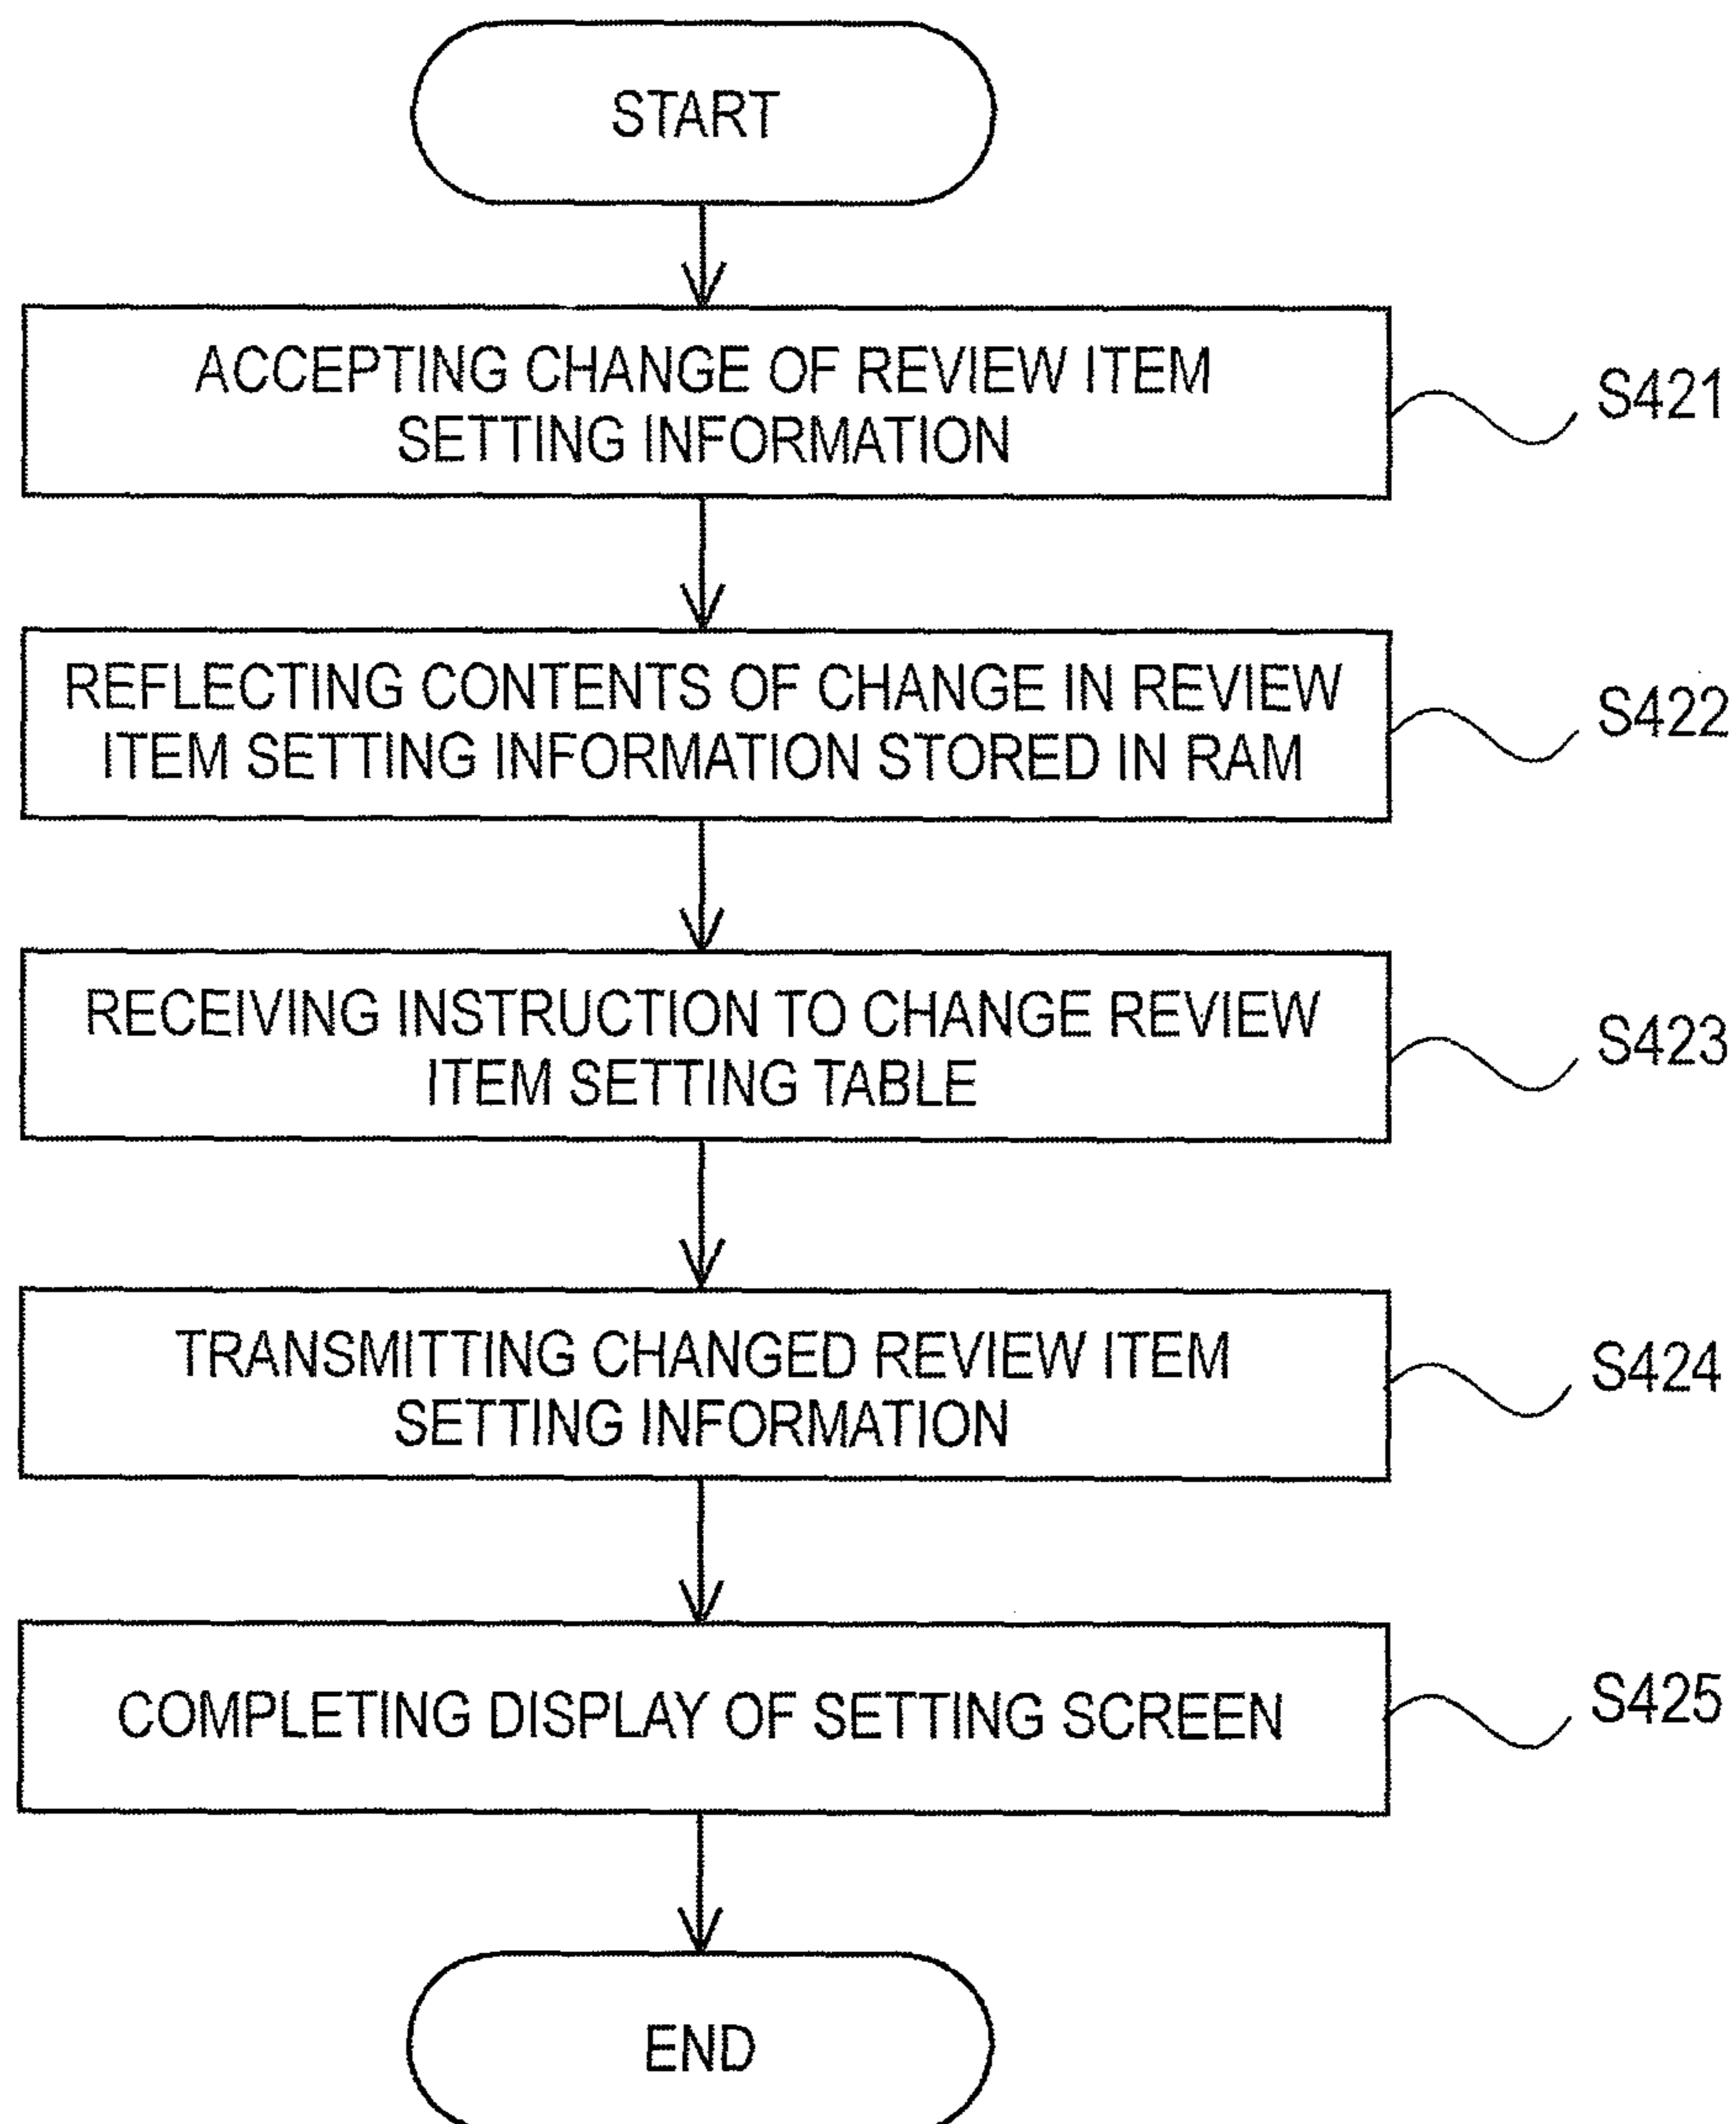 START
ACCEPTING CHANGE OF REVIEW ITEM
SETTING INFORMATION
S421
REFLECTING CONTENTS OF CHANGE IN REVIEW
ITEM SETTING INFORMATION STORED IN RAM
S422
RECEIVING INSTRUCTION TO CHANGE REVIEW
ITEM SETTING TABLE
S423
TRANSMITTING CHANGED REVIEW ITEM
SETTING INFORMATION
S424
COMPLETING DISPLAY OF SETTING SCREEN
S425
END